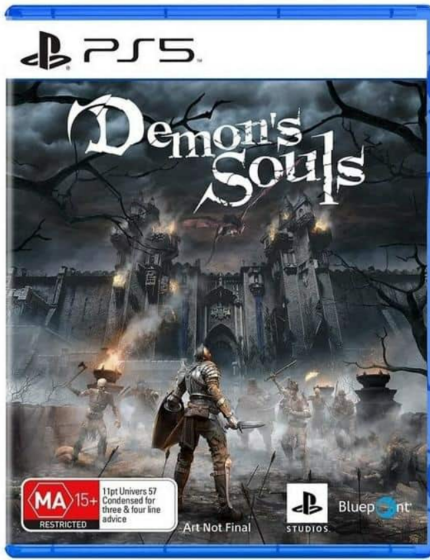 PS5
Demon's
Souls
MA 15+
RESTRICTED
11pt Univers 57
Condensed for
three & four line
advice
Art Not Final
STUDIOS
Bluepoint